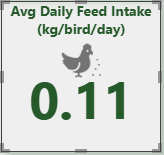 Avg Daily Feed Intake
(kg/bird/day)
0.11